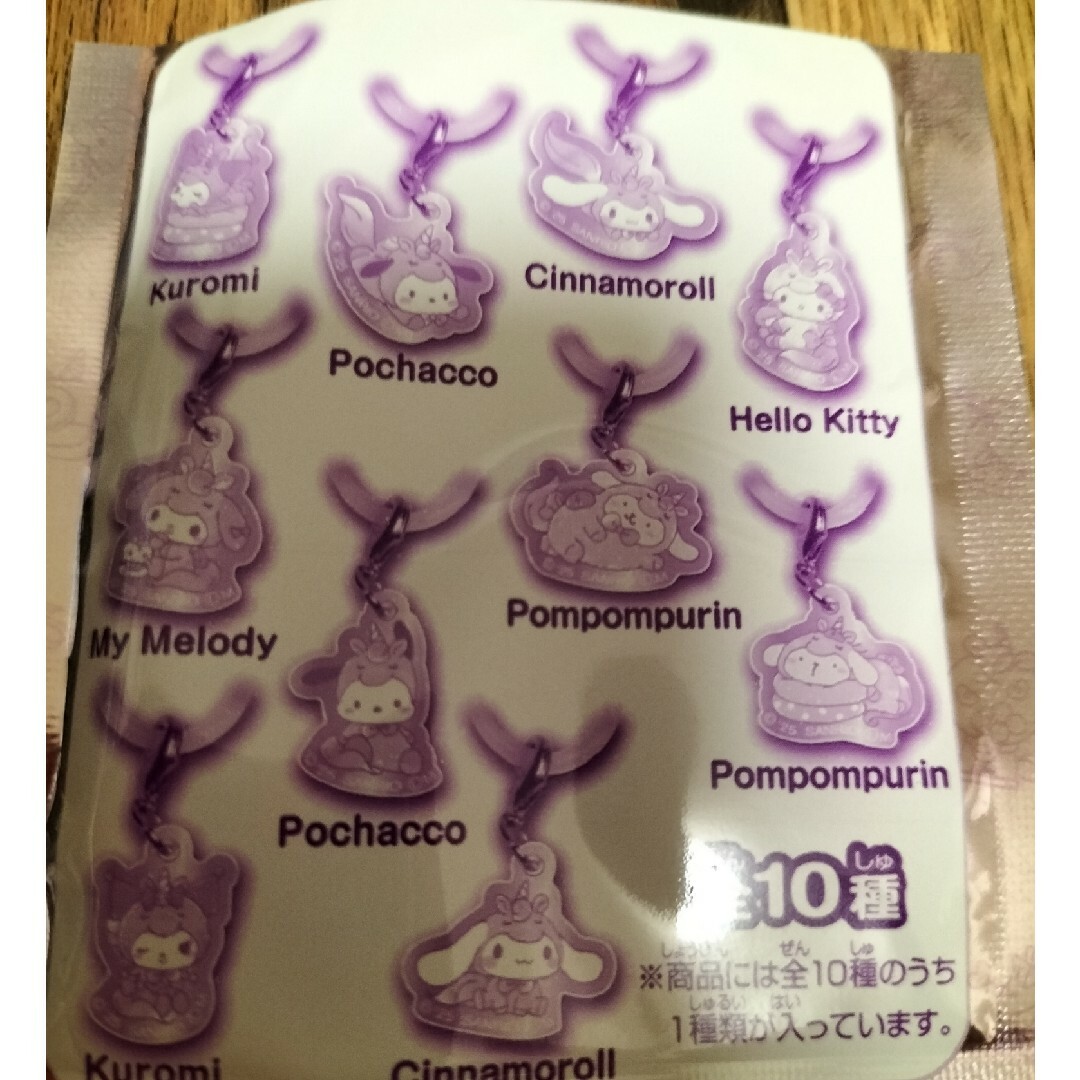 Kuromi
Cinnamoroll
Pochacco
Hello Kitty
My Melody
Pompompurin
Pompompurin
Pochacco
Kuromi
Cinnamoroll
しゅ
全10種
しょうひん ぜん しゅ
※商品には全10種のうち
しゅるい はい
1種類が入っています。